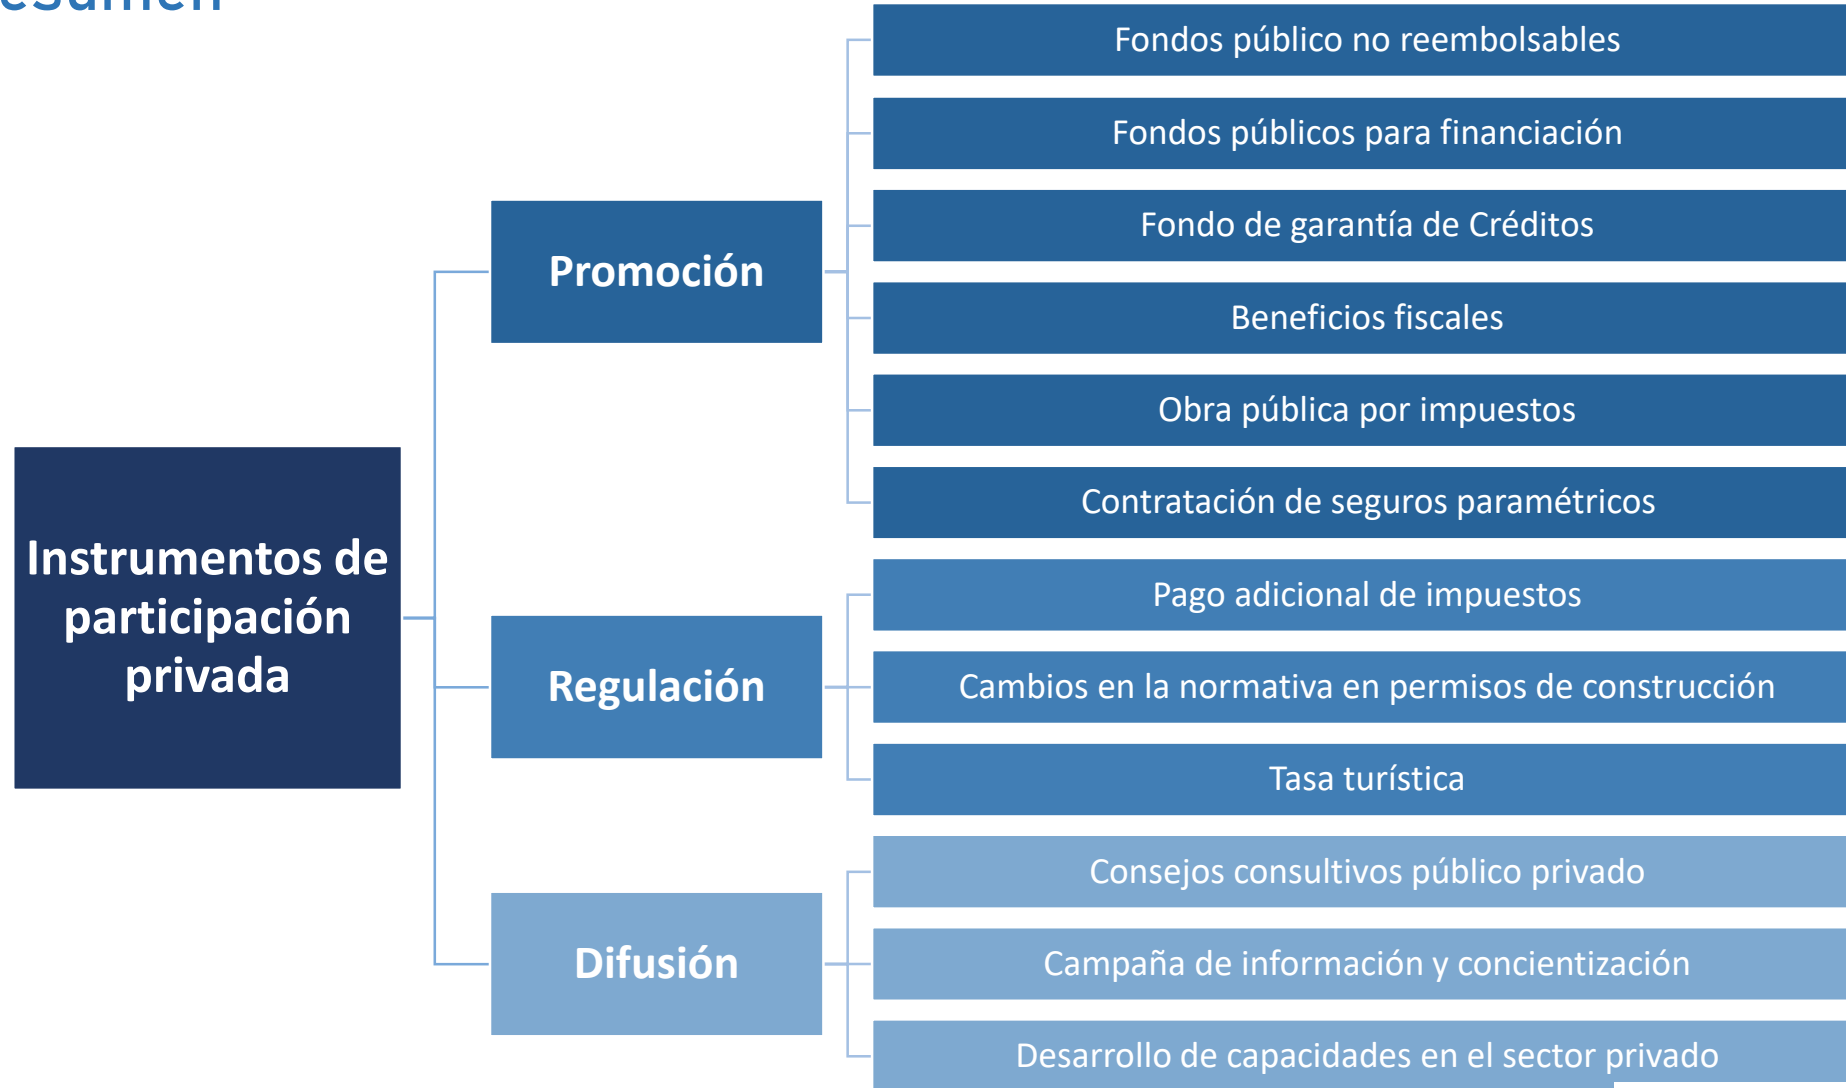 esumen
Instrumentos de
participación
privada
Promoción
Fondos público no reembolsables
Fondos públicos para financiación
Fondo de garantía de Créditos
Beneficios fiscales
Obra pública por impuestos
Contratación de seguros paramétricos
Regulación
Pago adicional de impuestos
Cambios en la normativa en permisos de construcción
Tasa turística
Difusión
Consejos consultivos público privado
Campaña de información y concientización
Desarrollo de capacidades en el sector privado